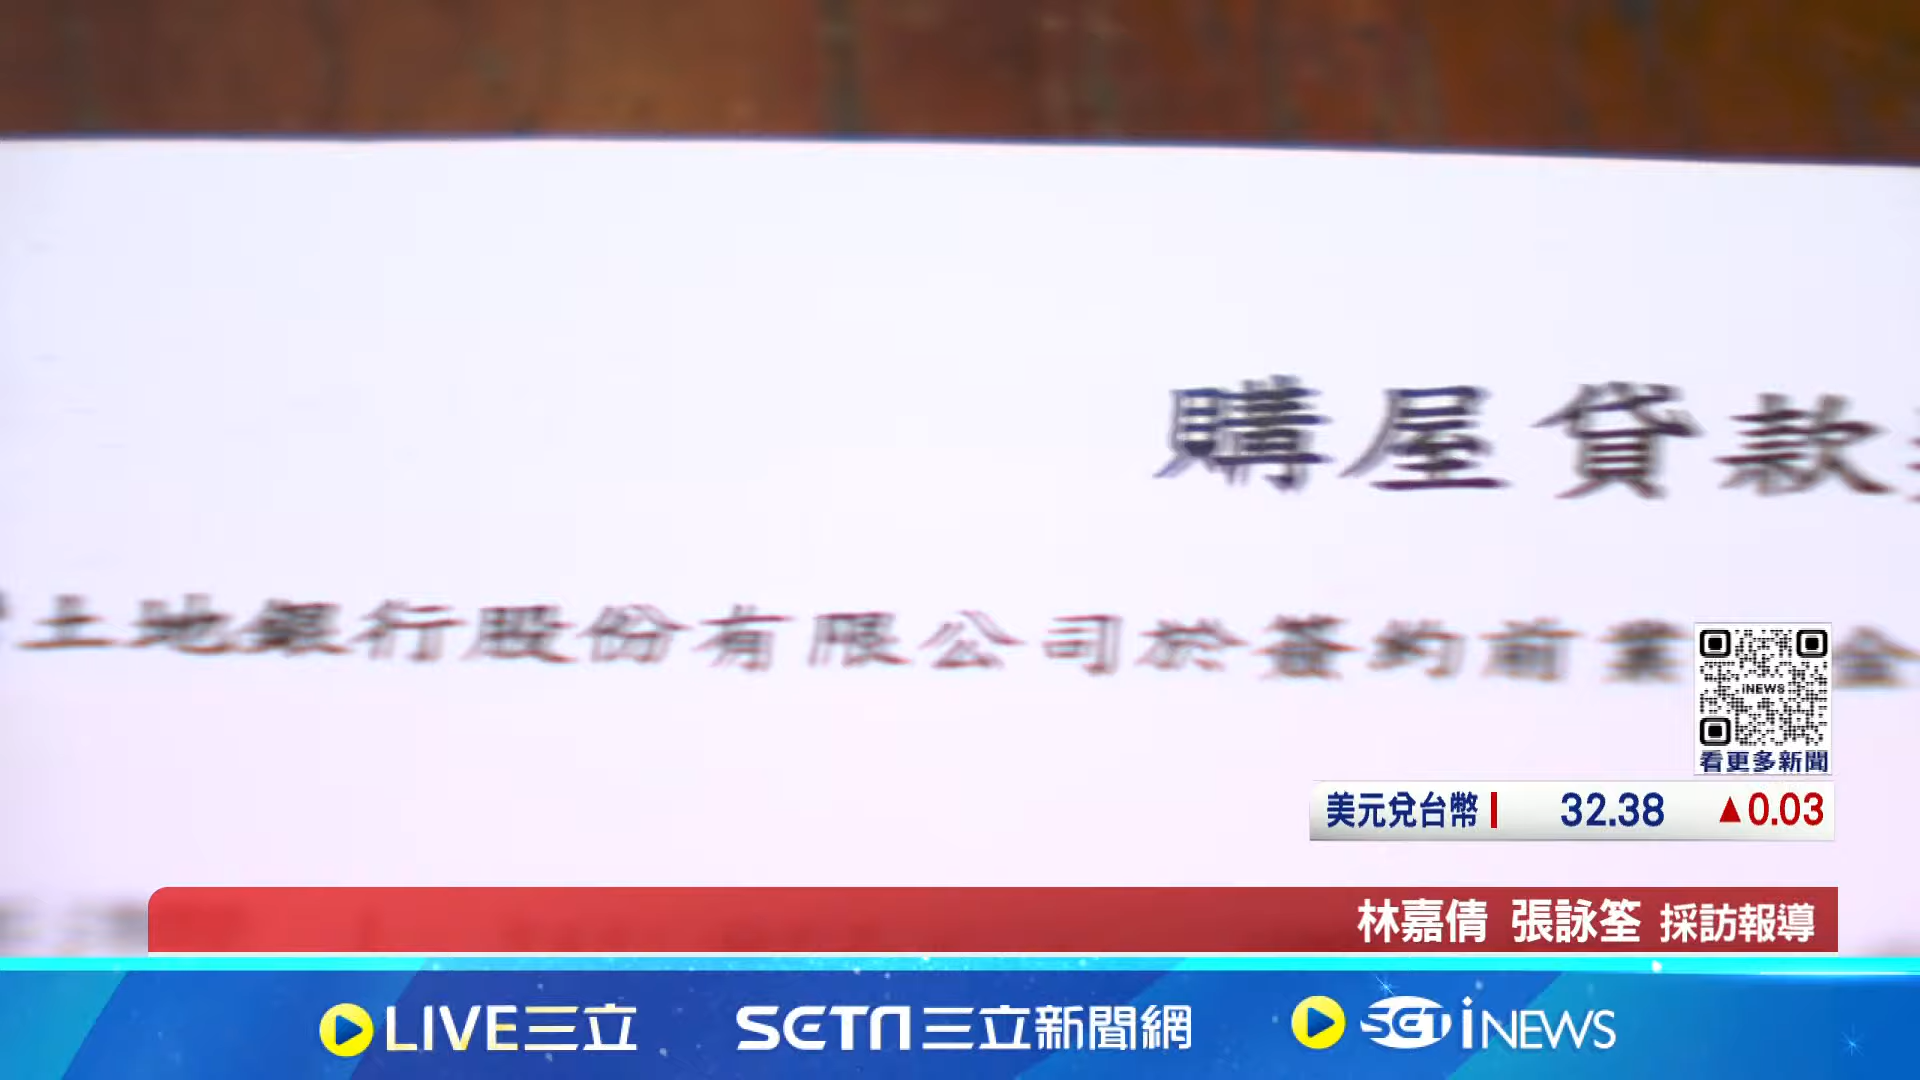 購屋貸款
土地銀行股份有限公司於簽約前業 金
iNEWS
看更多新聞
美元兌台幣 32.38 ▲0.03
林嘉倩 張詠筌 採訪報導
LIVE三立 SETN三立新聞網 SET iNEWS